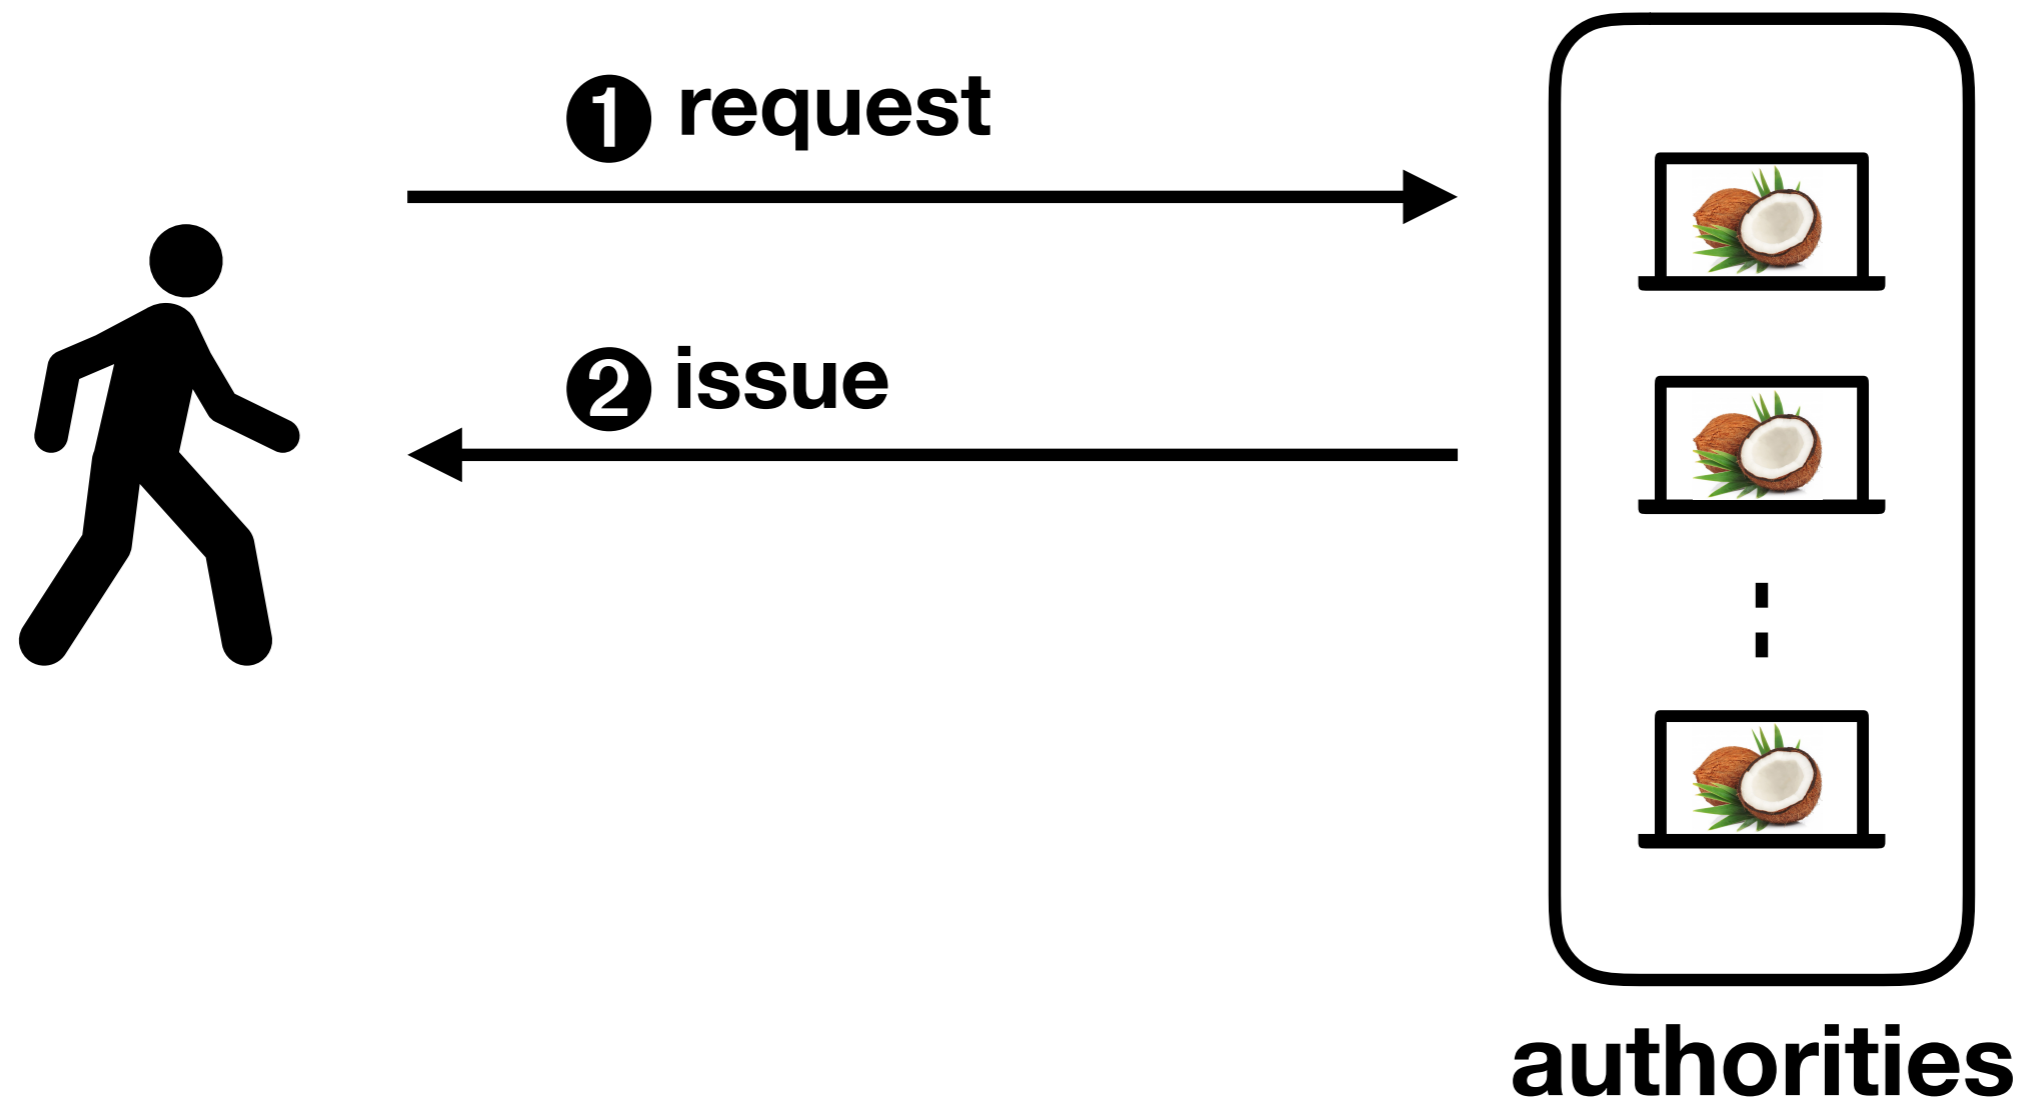 ❶ request
❷ issue
authorities